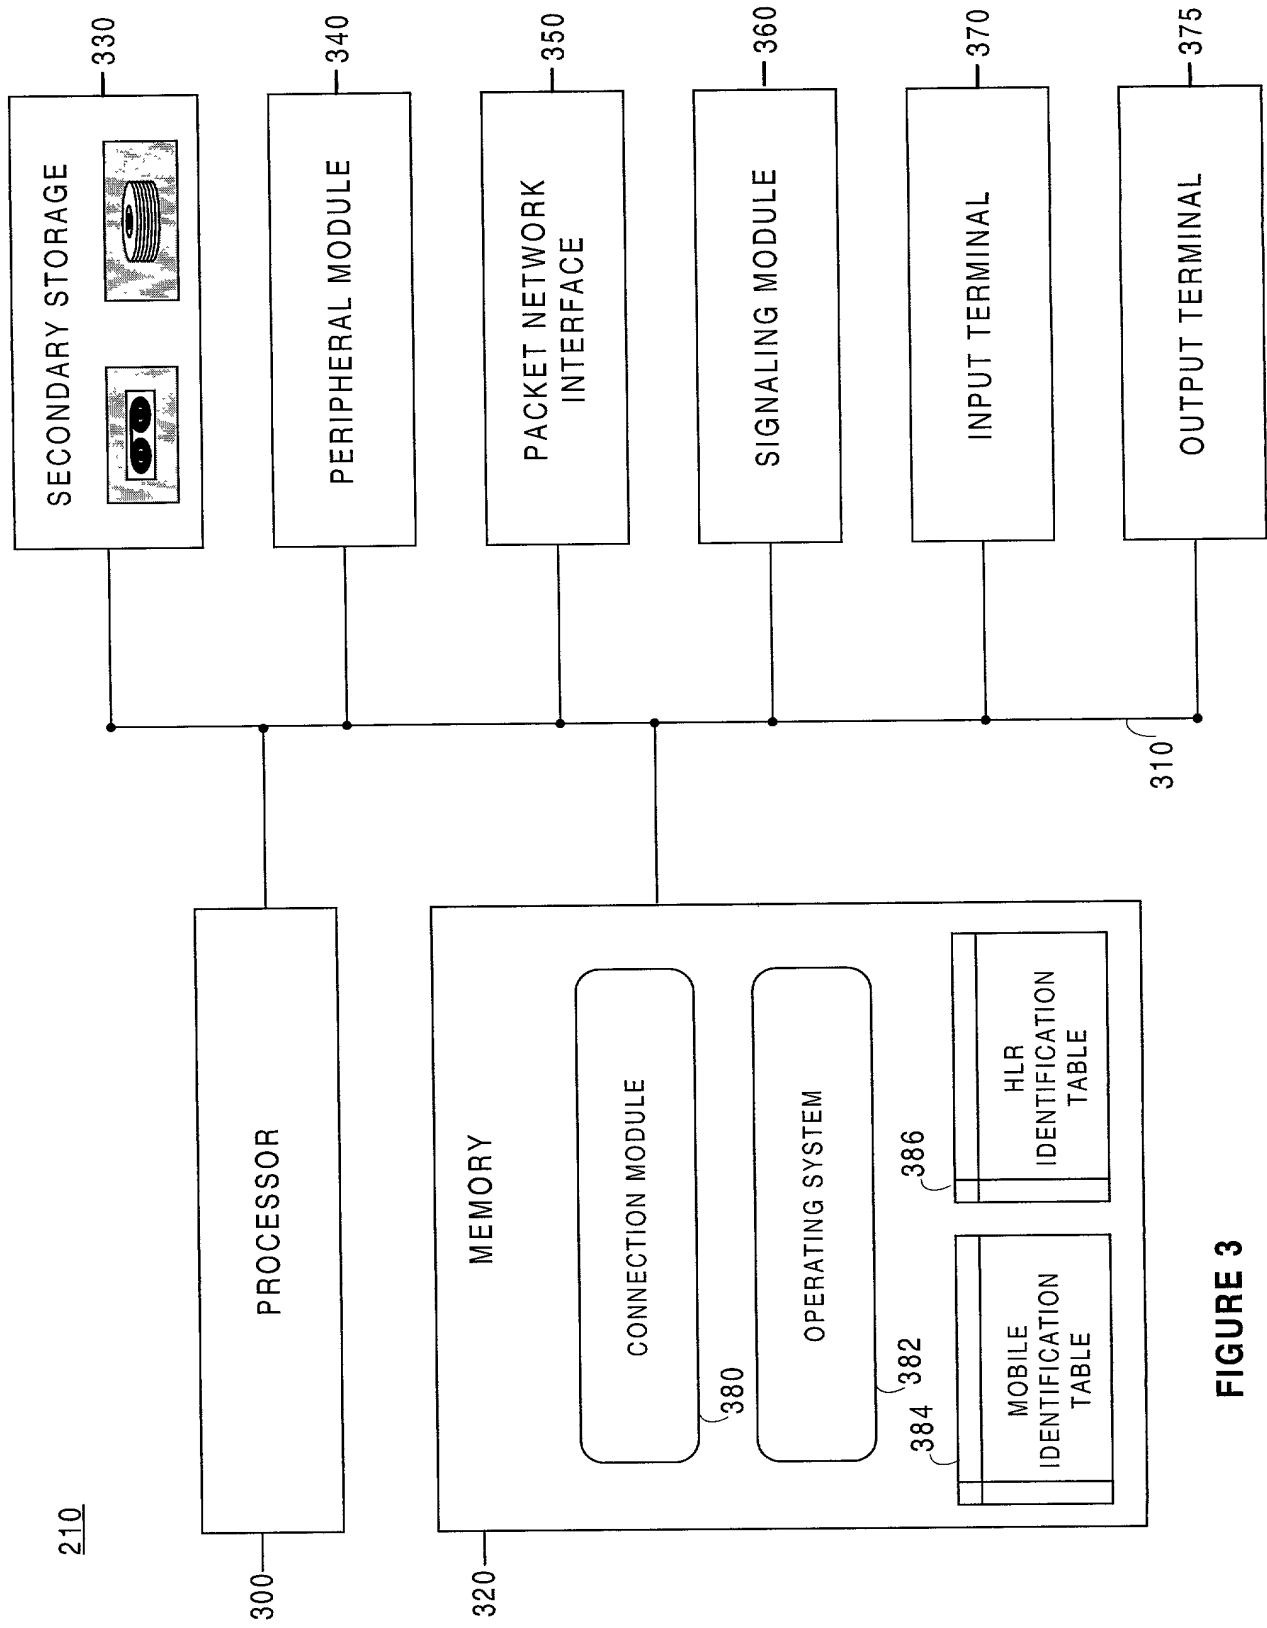 210
300
PROCESSOR
320
MEMORY
CONNECTION MODULE
380
OPERATING SYSTEM
382
384
MOBILE
IDENTIFICATION
TABLE
386
HLR
IDENTIFICATION
TABLE
310
SECONDARY STORAGE
330
PERIPHERAL MODULE
340
PACKET NETWORK
INTERFACE
350
SIGNALING MODULE
360
INPUT TERMINAL
370
OUTPUT TERMINAL
375
FIGURE 3